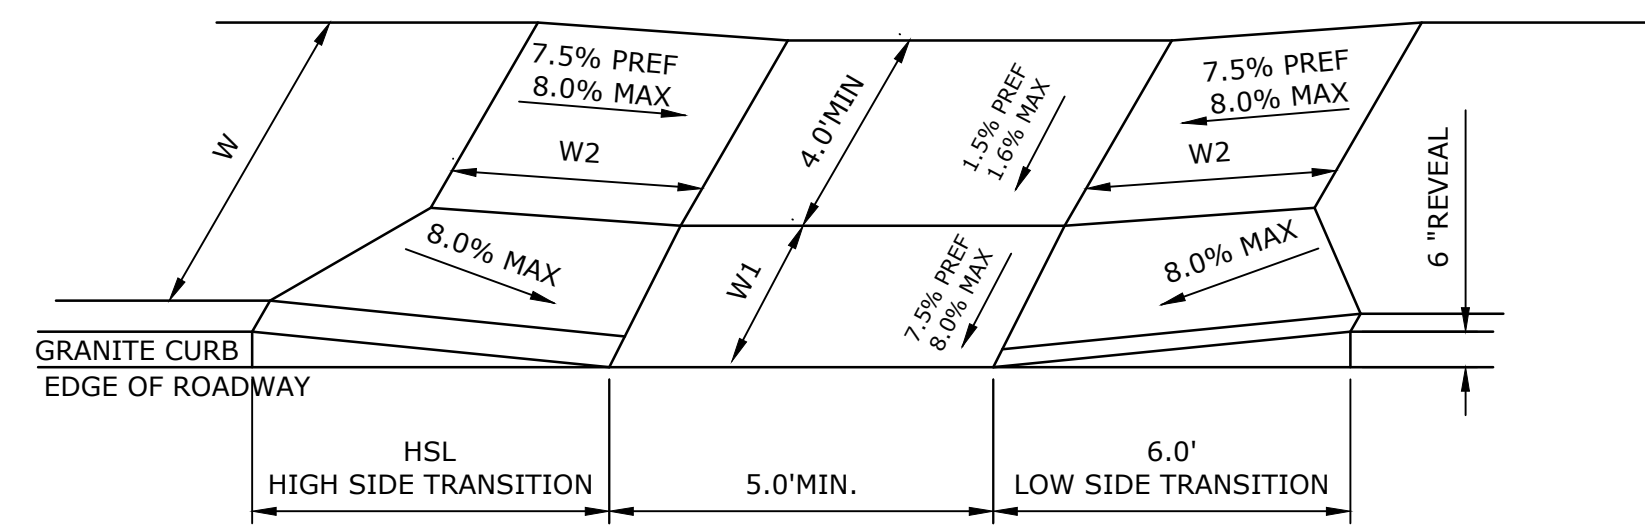 7.5% PREF
8.0% MAX
W
W2
4.0'MIN
1.5% PREF
1.6% MAX
7.5% PREF
8.0% MAX
W2
6 "REVEAL
8.0% MAX
W1
7.5% PREF
8.0% MAX
8.0% MAX
GRANITE CURB
EDGE OF ROADWAY
HSL
HIGH SIDE TRANSITION
5.0'MIN.
6.0'
LOW SIDE TRANSITION